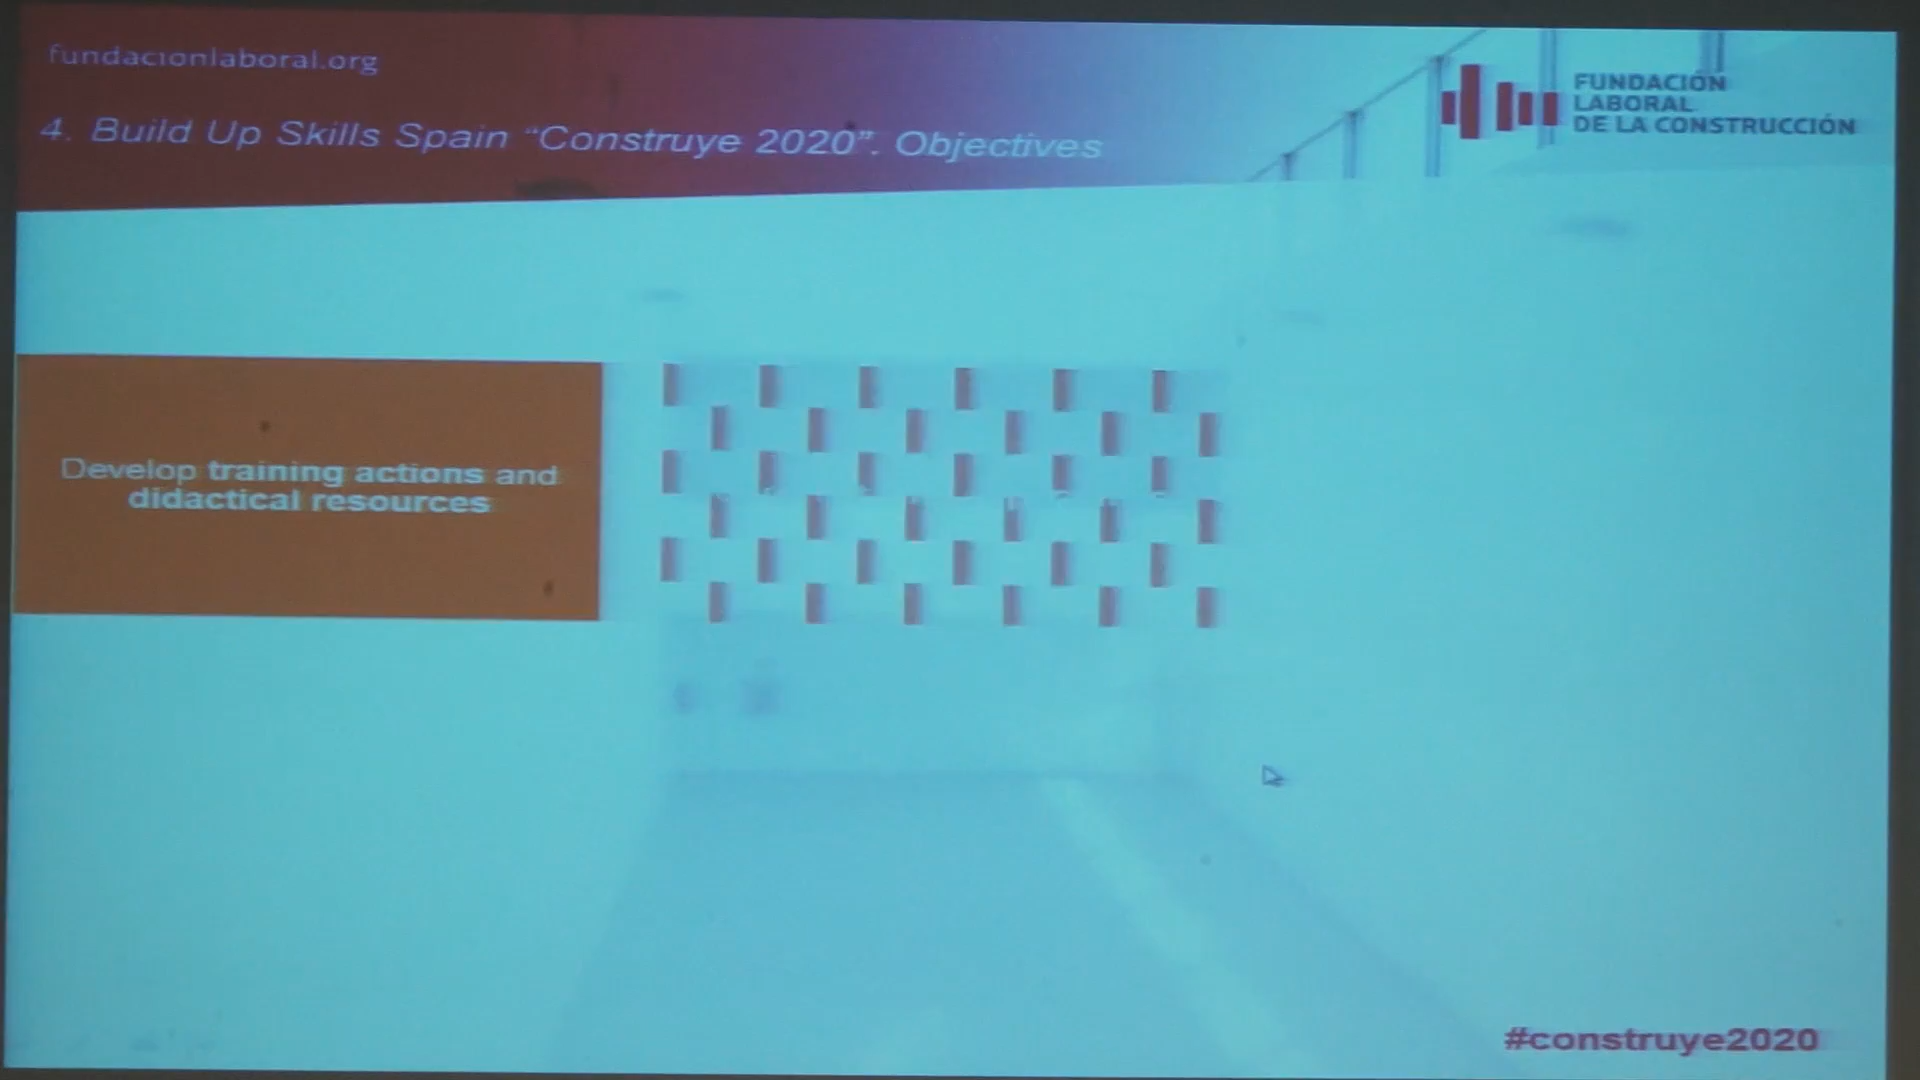 fundacionlaboral.org
4. Build Up Skills Spain “Construye 2020”. Objectives
FUNDACIÓN
LABORAL
DE LA CONSTRUCCIÓN
Develop training actions and
didactical resources
#construye2020